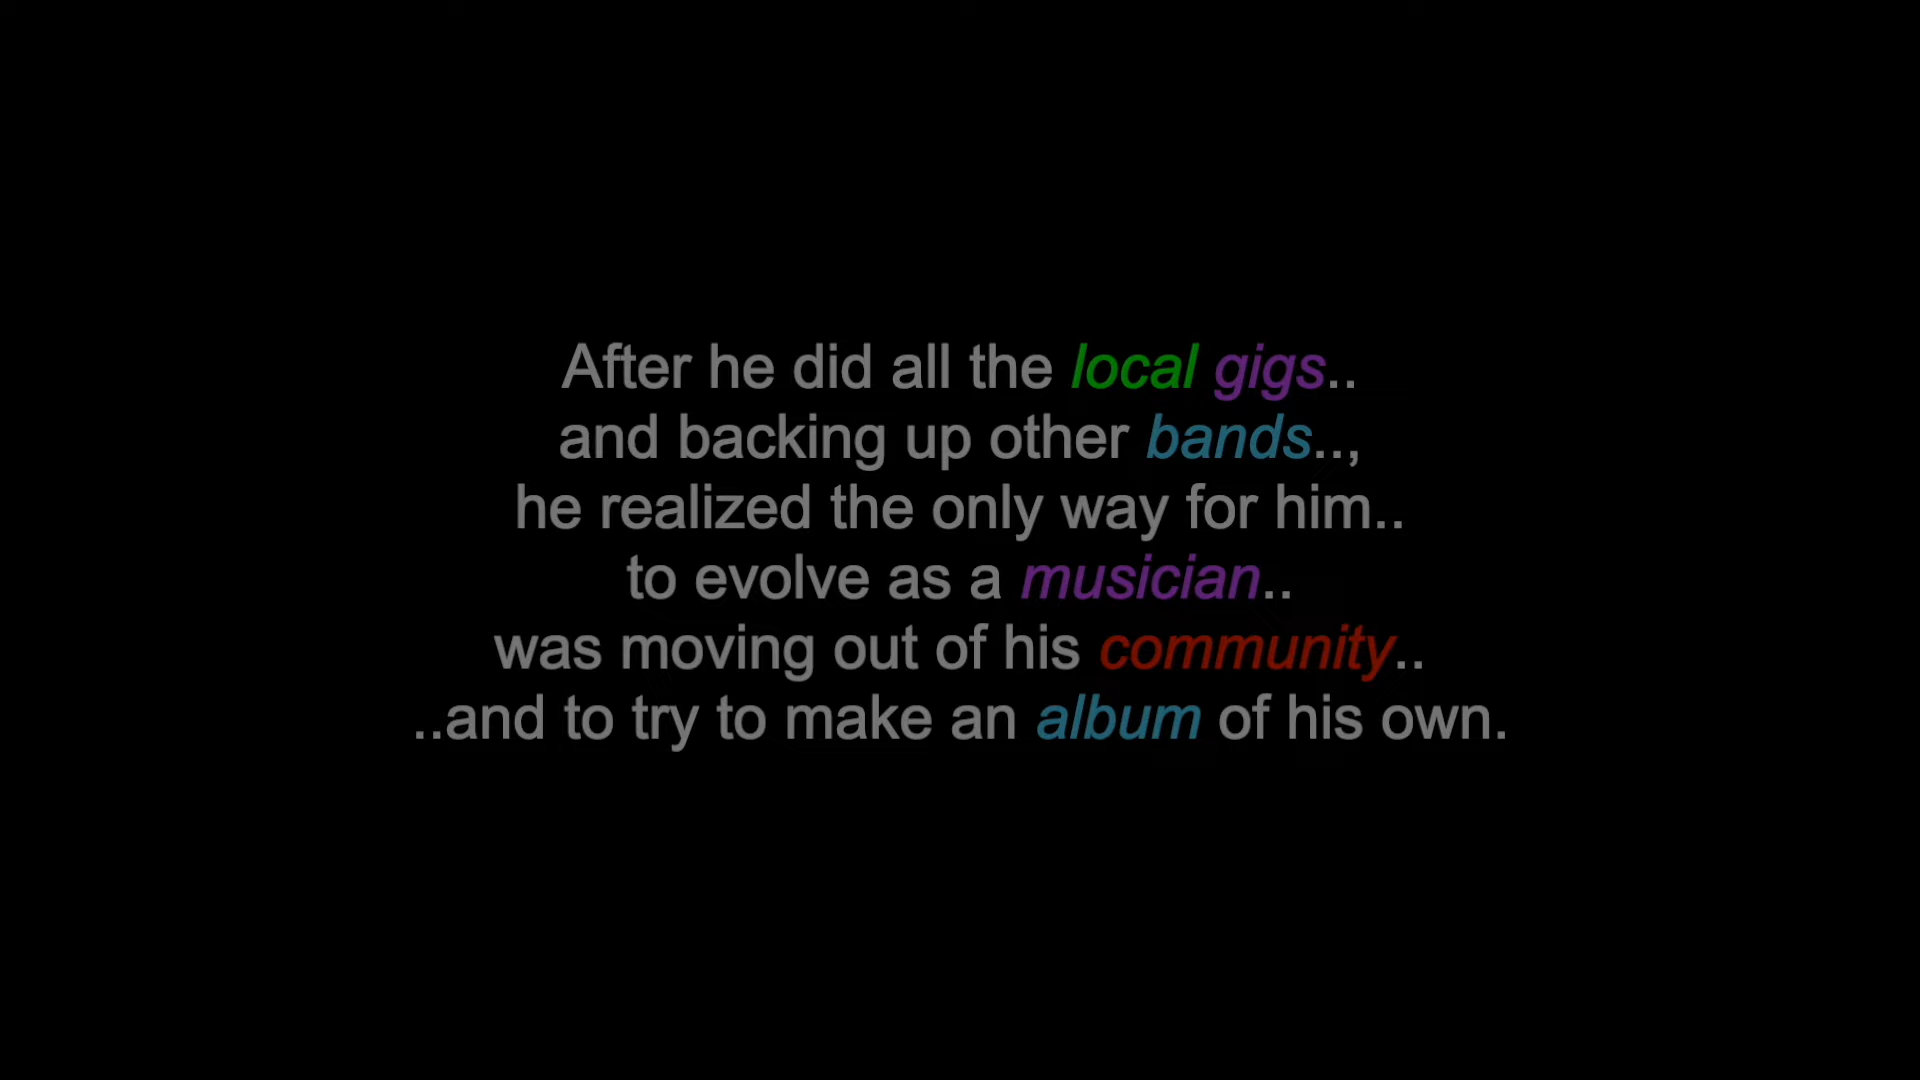 After he did all the local gigs..
and backing up other bands..,
he realized the only way for him..
to evolve as a musician..
was moving out of his community..
..and to try to make an album of his own.